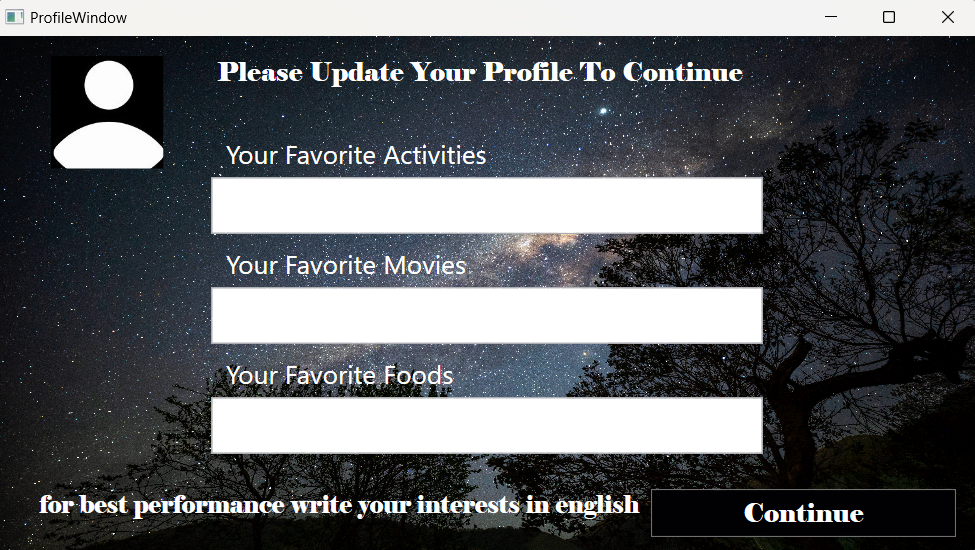 ProfileWindow
Please Update Your Profile To Continue
Your Favorite Activities
Your Favorite Movies
Your Favorite Foods
for best performance write your interests in english
Continue